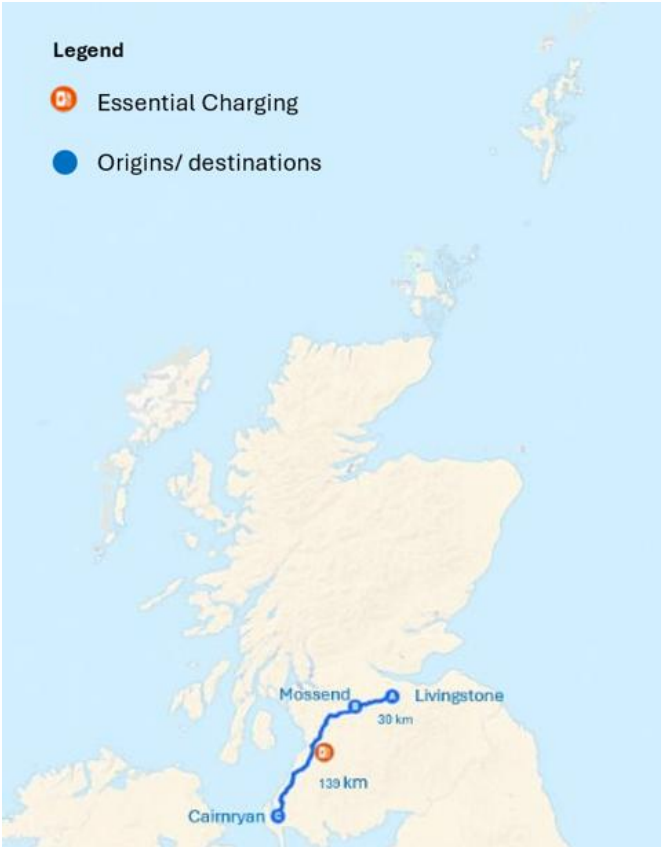 Legend
Essential Charging
Origins/ destinations
Mossend
A
Livingstone
B
30 km
139 km
Cairnryan
C